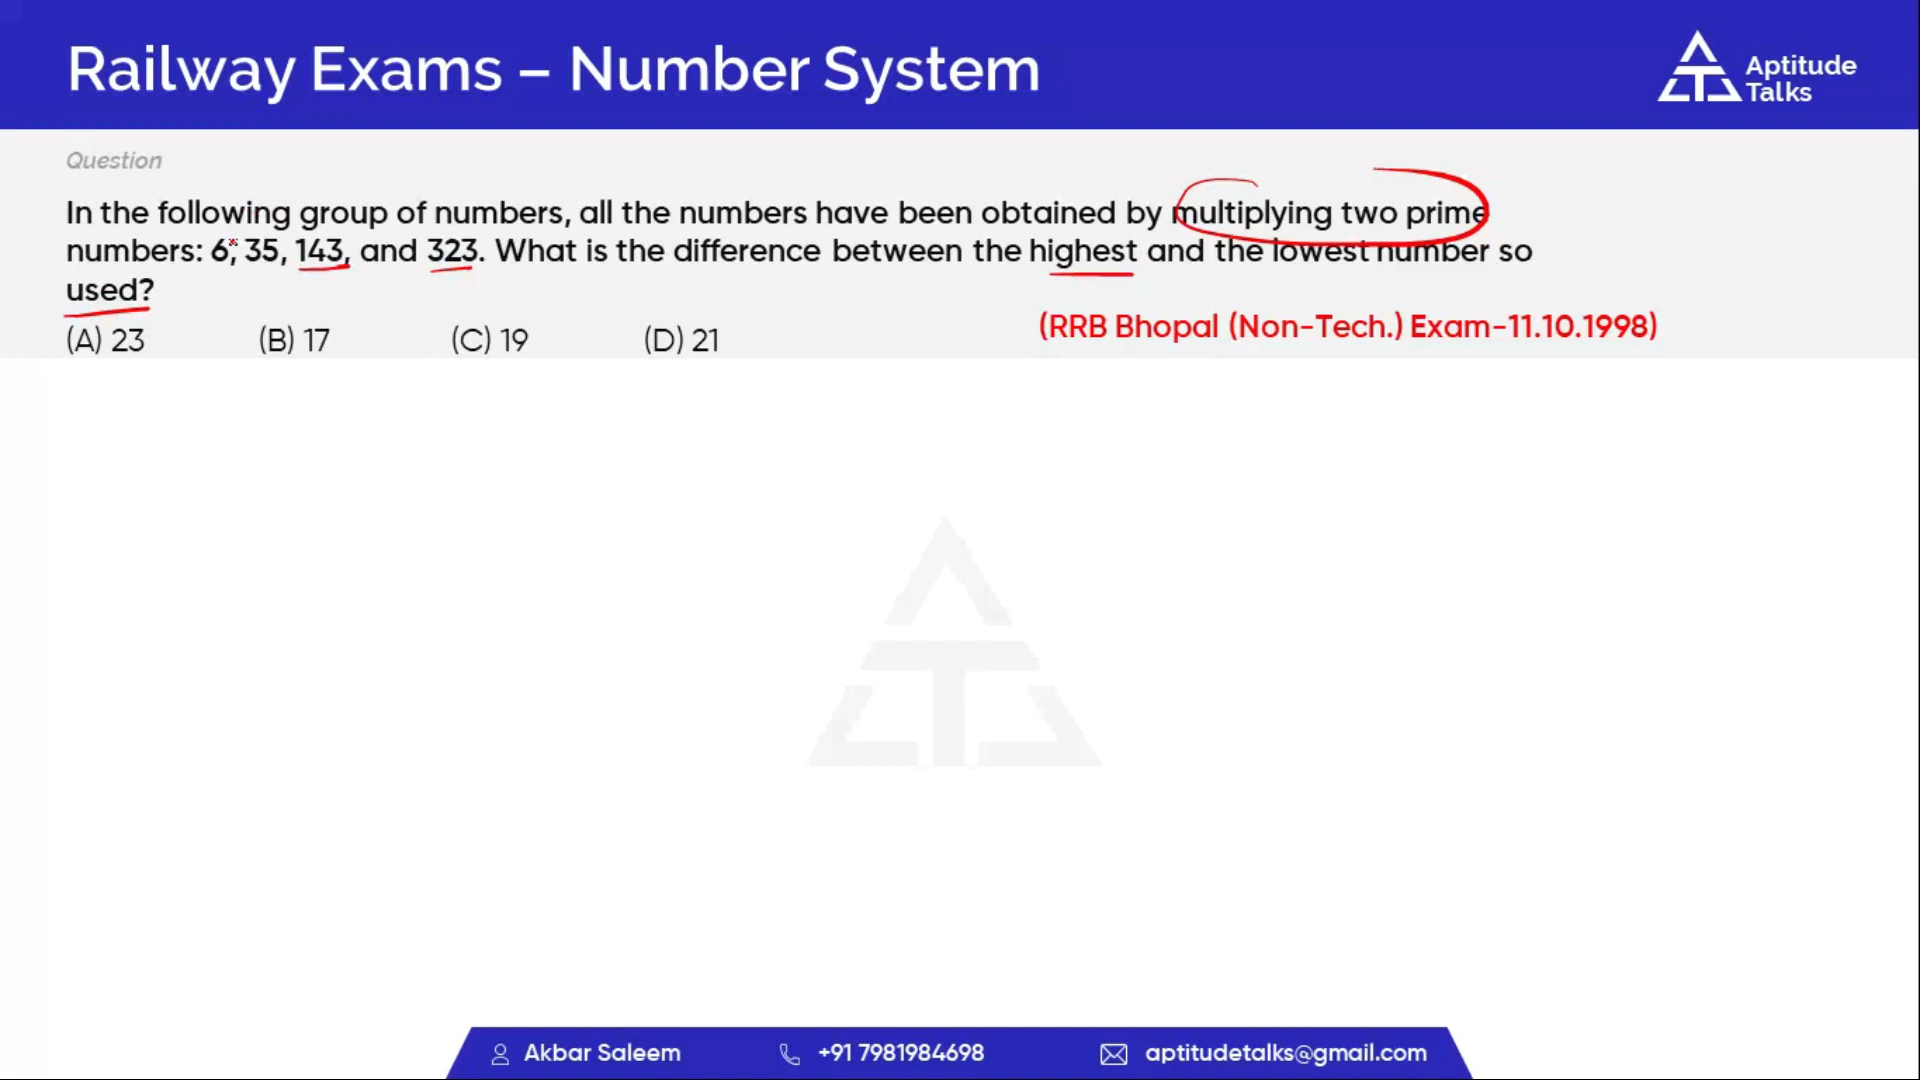 Railway Exams – Number System
Aptitude
Talks
Question
In the following group of numbers, all the numbers have been obtained by multiplying two prime
numbers: 6, 35, 143, and 323. What is the difference between the highest and the lowest number so
used?
(RRB Bhopal (Non-Tech.) Exam-11.10.1998)
(A) 23 (B) 17 (C) 19 (D) 21
Akbar Saleem +91 7981984698 aptitudetalks@gmail.com